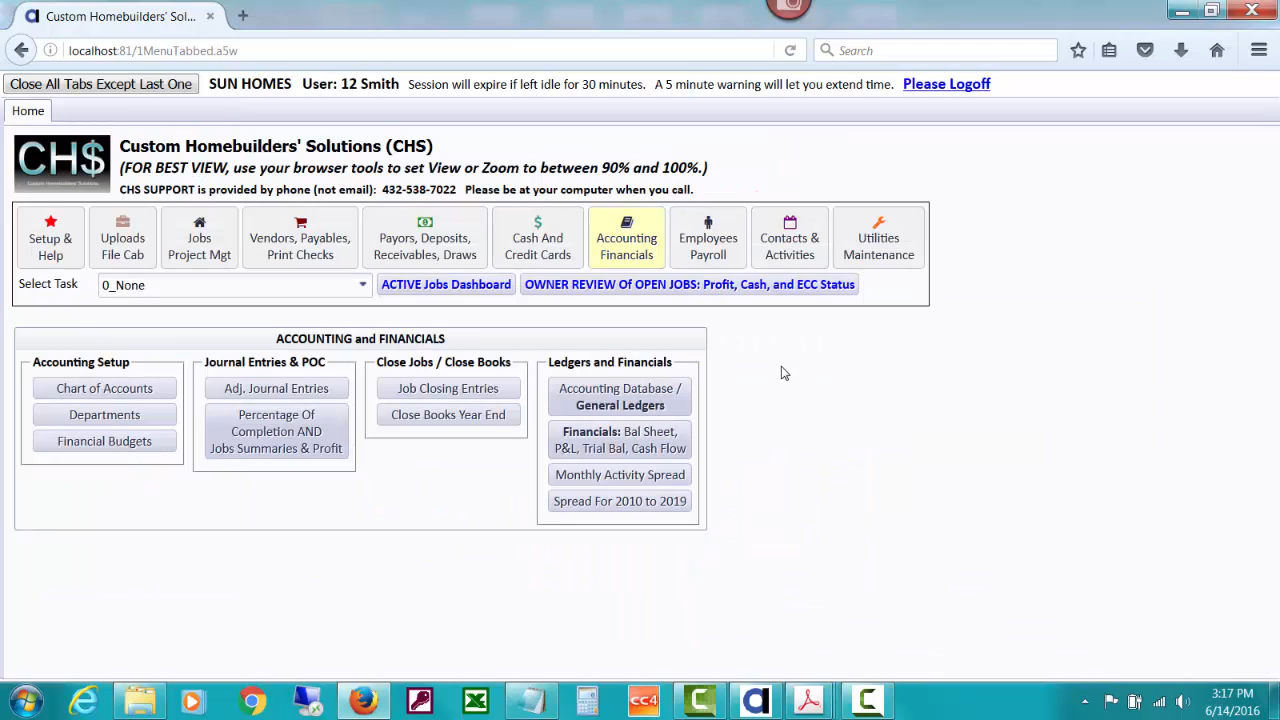 Custom Homebuilders' Sol...
localhost:81/1MenuTabbed.a5w
Search
Close All Tabs Except Last One
SUN HOMES User: 12 Smith Session will expire if left idle for 30 minutes. A 5 minute warning will let you extend time. Please Logoff
Home
CH$
Custom Homebuilders' Solutions (CHS)
(FOR BEST VIEW, use your browser tools to set View or Zoom to between 90% and 100%.)
CHS SUPPORT is provided by phone (not email): 432-538-7022 Please be at your computer when you call.
Setup &
Help
Uploads
File Cab
Jobs
Project Mgt
Vendors, Payables,
Print Checks
Payors, Deposits,
Receivables, Draws
$
Cash And
Credit Cards
Accounting
Financials
Employees
Payroll
Contacts &
Activities
Utilities
Maintenance
Select Task
0_None
ACTIVE Jobs Dashboard
OWNER REVIEW Of OPEN JOBS: Profit, Cash, and ECC Status
ACCOUNTING and FINANCIALS
Accounting Setup
Chart of Accounts
Departments
Financial Budgets
Journal Entries & POC
Adj. Journal Entries
Percentage Of
Completion AND
Jobs Summaries & Profit
Close Jobs / Close Books
Job Closing Entries
Close Books Year End
Ledgers and Financials
Accounting Database /
General Ledgers
Financials: Bal Sheet,
P&L, Trial Bal, Cash Flow
Monthly Activity Spread
Spread For 2010 to 2019
CC4
3:17 PM
6/14/2016